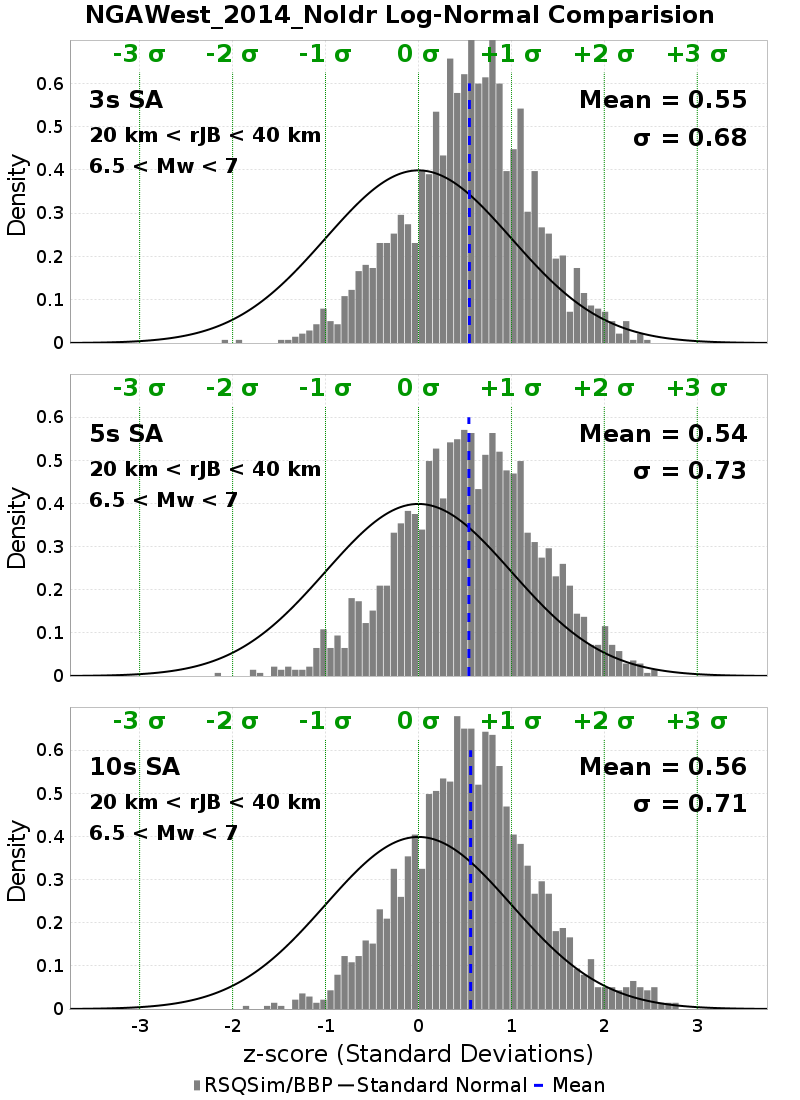 NGAWest_2014_NoIdr Log-Normal Comparision
-3 σ -2 σ -1 σ 0 σ +1 σ +2 σ +3 σ
3s SA
20 km < rJB < 40 km
6.5 < Mw < 7
Mean = 0.55
σ = 0.68
Density
0.6
0.5
0.4
0.3
0.2
0.1
0
-3 σ -2 σ -1 σ 0 σ +1 σ +2 σ +3 σ
5s SA
20 km < rJB < 40 km
6.5 < Mw < 7
Mean = 0.54
σ = 0.73
Density
0.6
0.5
0.4
0.3
0.2
0.1
0
-3 σ -2 σ -1 σ 0 σ +1 σ +2 σ +3 σ
10s SA
20 km < rJB < 40 km
6.5 < Mw < 7
Mean = 0.56
σ = 0.71
Density
0.6
0.5
0.4
0.3
0.2
0.1
0
-3 -2 -1 0 1 2 3
z-score (Standard Deviations)
RSQSim/BBP Standard Normal Mean